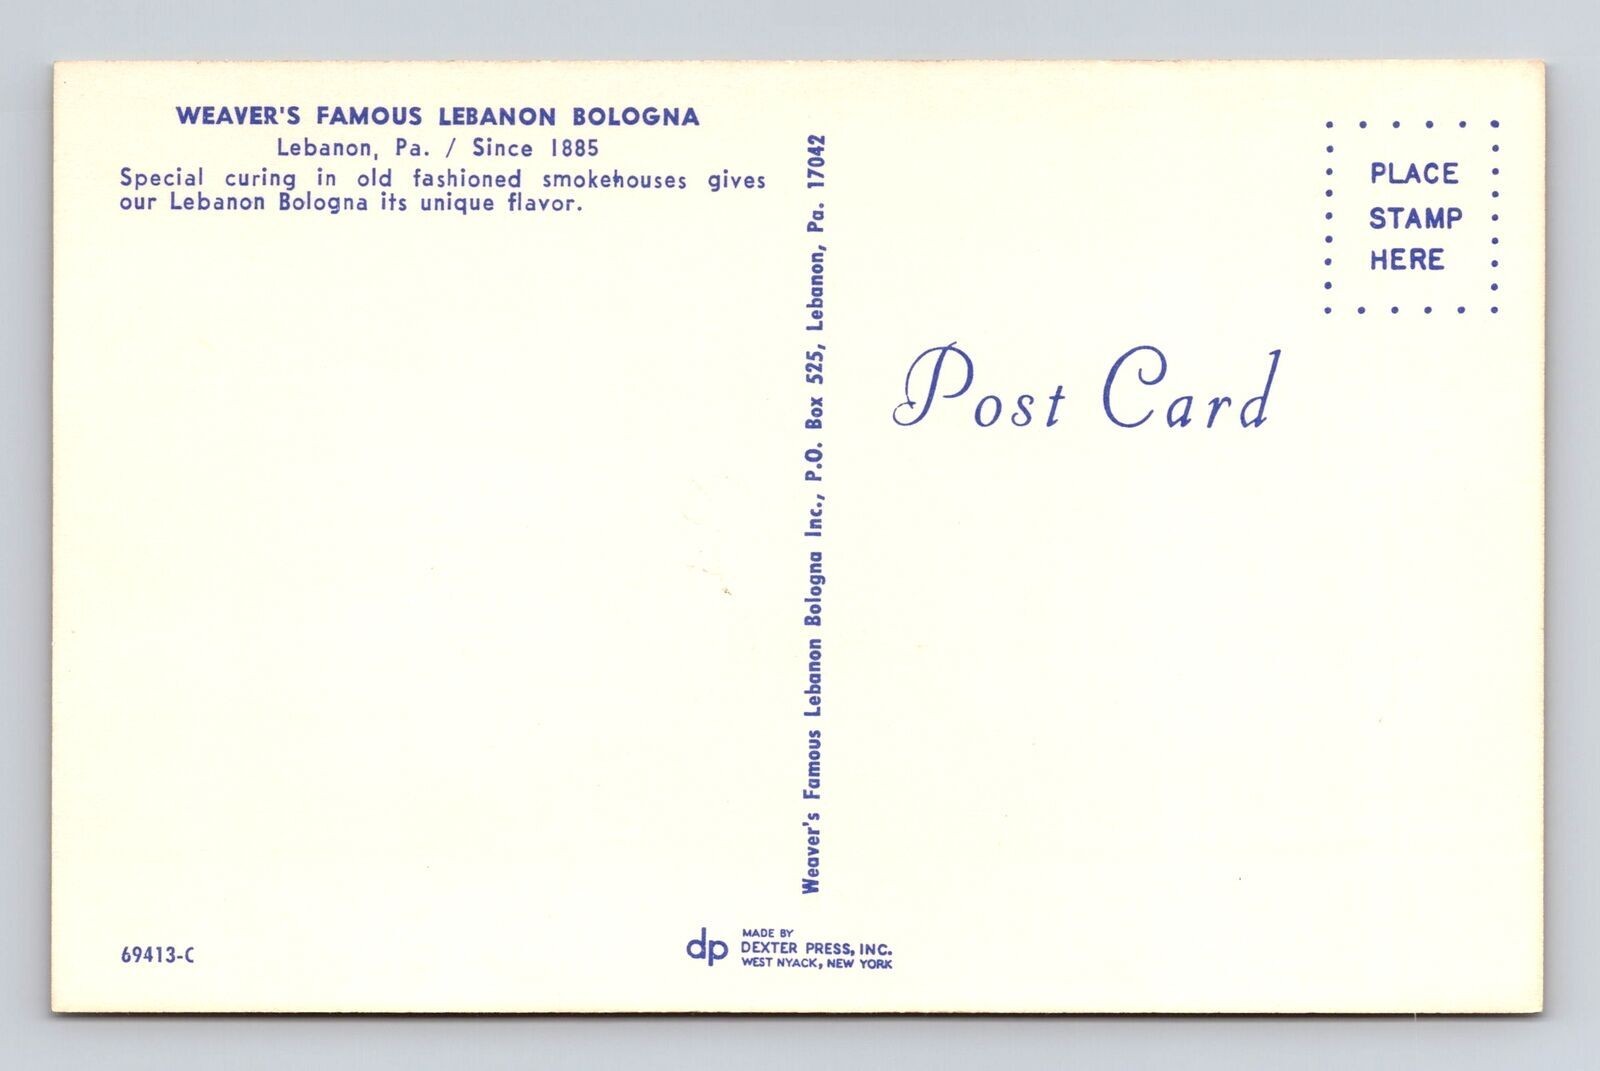 WEAVER'S FAMOUS LEBANON BOLOGNA
Lebanon, Pa. / Since 1885
Special curing in old fashioned smokehouses gives
our Lebanon Bologna its unique flavor.
Weaver's Famous Lebanon Bologna Inc., P.O. Box 525, Lebanon, Pa. 17042
PLACE
STAMP
HERE
Post Card
69413-C
dp
MADE BY
DEXTER PRESS, INC.
WEST NYACK, NEW YORK